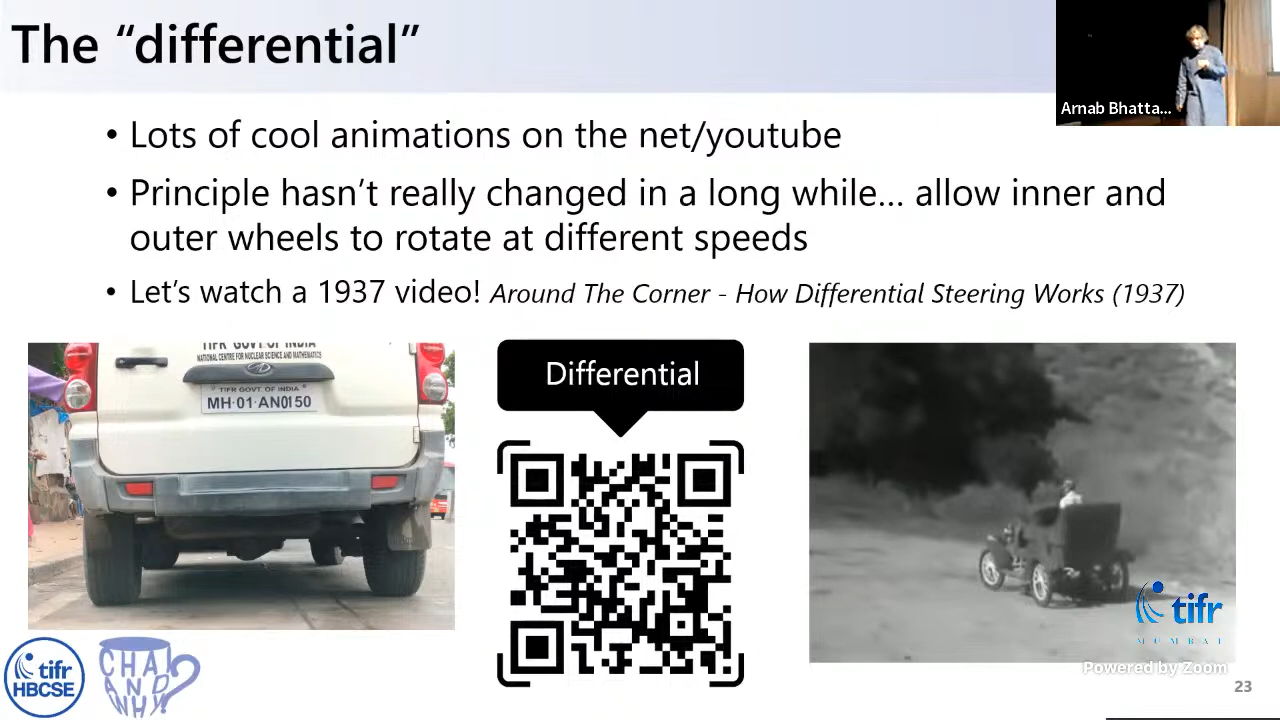 The “differential”
Arnab Bhatta...
• Lots of cool animations on the net/youtube
• Principle hasn’t really changed in a long while... allow inner and
outer wheels to rotate at different speeds
• Let’s watch a 1937 video! Around The Corner - How Differential Steering Works (1937)
TIFR GOVT OF INDIA
NATIONAL CENTRE FOR NUCLEAR SCIENCE AND MATHEMATICS
TIFR GOVT. OF INDIA
MH·01·AN0150
Differential
tifr
MUMBAI
Powered by Zoom
tifr
HBCSE
CHAI
AND
WHY?
23